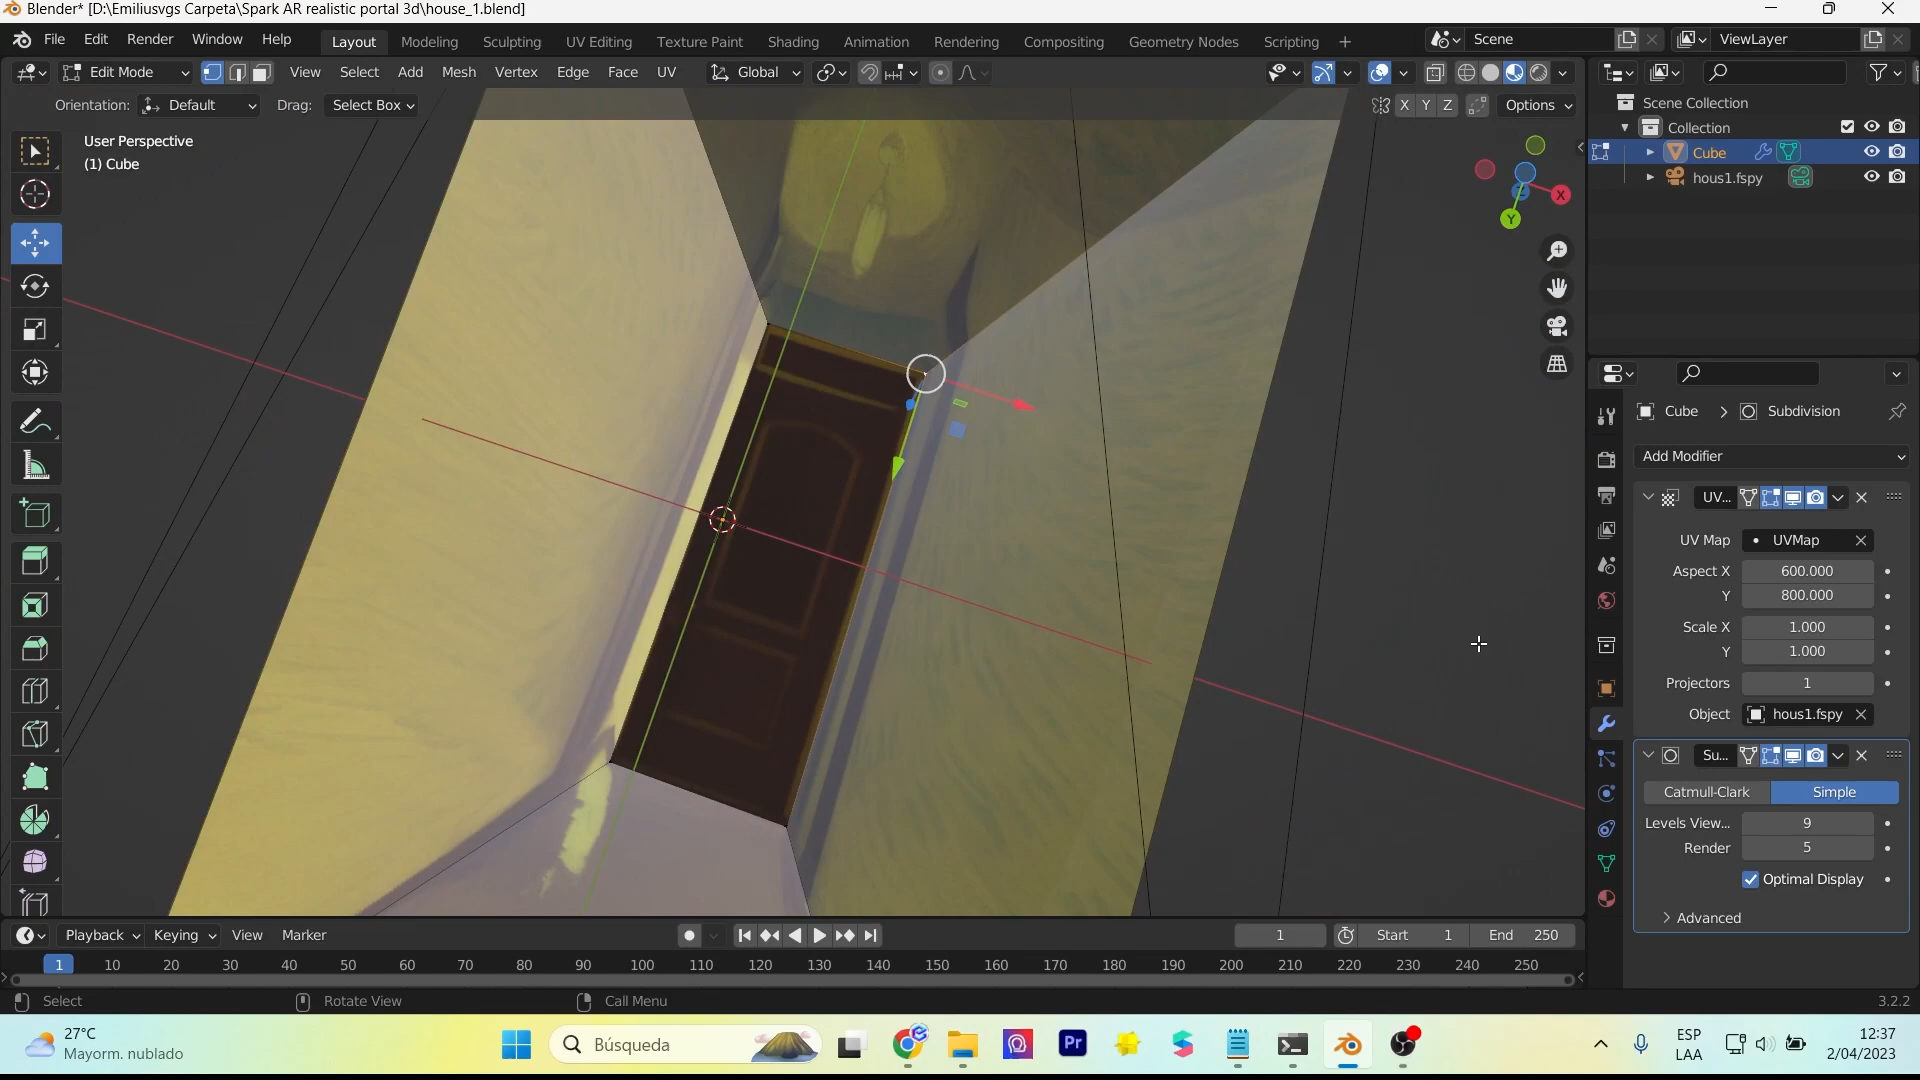 Blender* [D:\Emiliusvgs Carpeta\Spark AR realistic portal 3d\house_1.blend]
File Edit Render Window Help Layout Modeling Sculpting UV Editing Texture Paint Shading Animation Rendering Compositing Geometry Nodes Scripting + Scene ViewLayer
Edit Mode View Select Add Mesh Vertex Edge Face UV Global
Orientation: Default Drag: Select Box X Y Z Options
User Perspective
(1) Cube
Scene Collection
Collection
Cube
hous1.fspy
X
Y
Z
Cube > Subdivision
Add Modifier
UV...
UV Map UVMap
Aspect X 600.000
Y 800.000
Scale X 1.000
Y 1.000
Projectors 1
Object hous1.fspy
Su...
Catmull-Clark Simple
Levels View... 9
Render 5
Optimal Display
Advanced
Playback Keying View Marker 1 Start 1 End 250
1 10 20 30 40 50 60 70 80 90 100 110 120 130 140 150 160 170 180 190 200 210 220 230 240 250
Select Rotate View Call Menu 3.2.2
27°C
Mayorm. nublado
Búsqueda
Pr
ESP
LAA
12:37
2/04/2023